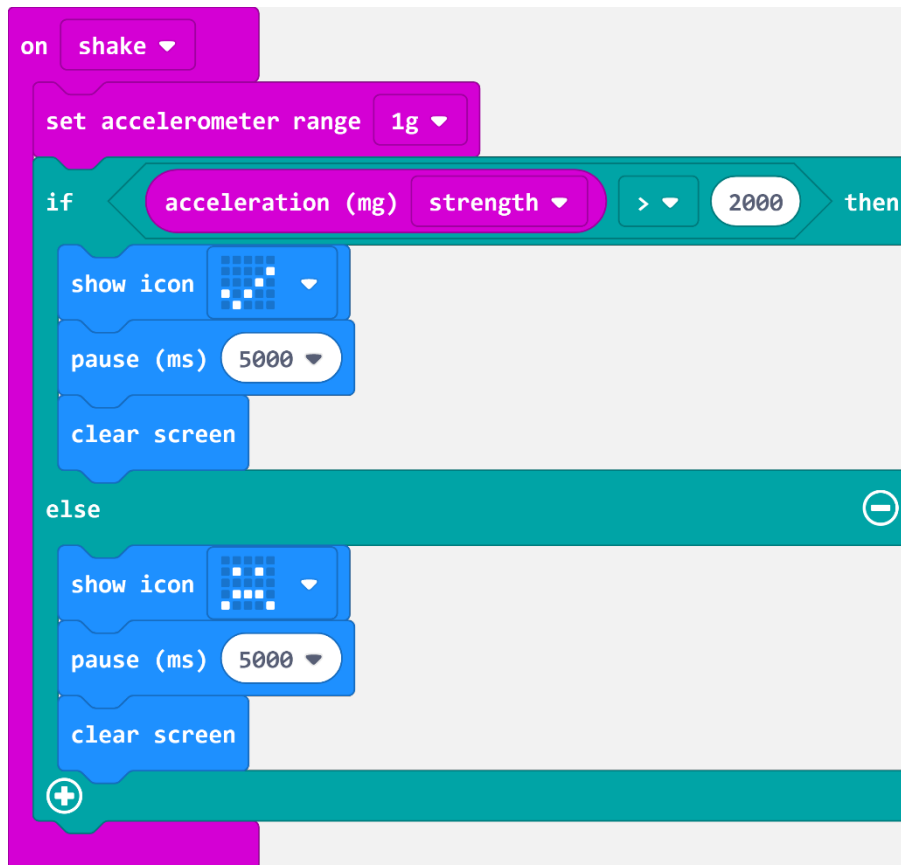 on shake
set accelerometer range 1g
if acceleration (mg) strength > 2000 then
show icon
pause (ms) 5000
clear screen
else
show icon
pause (ms) 5000
clear screen